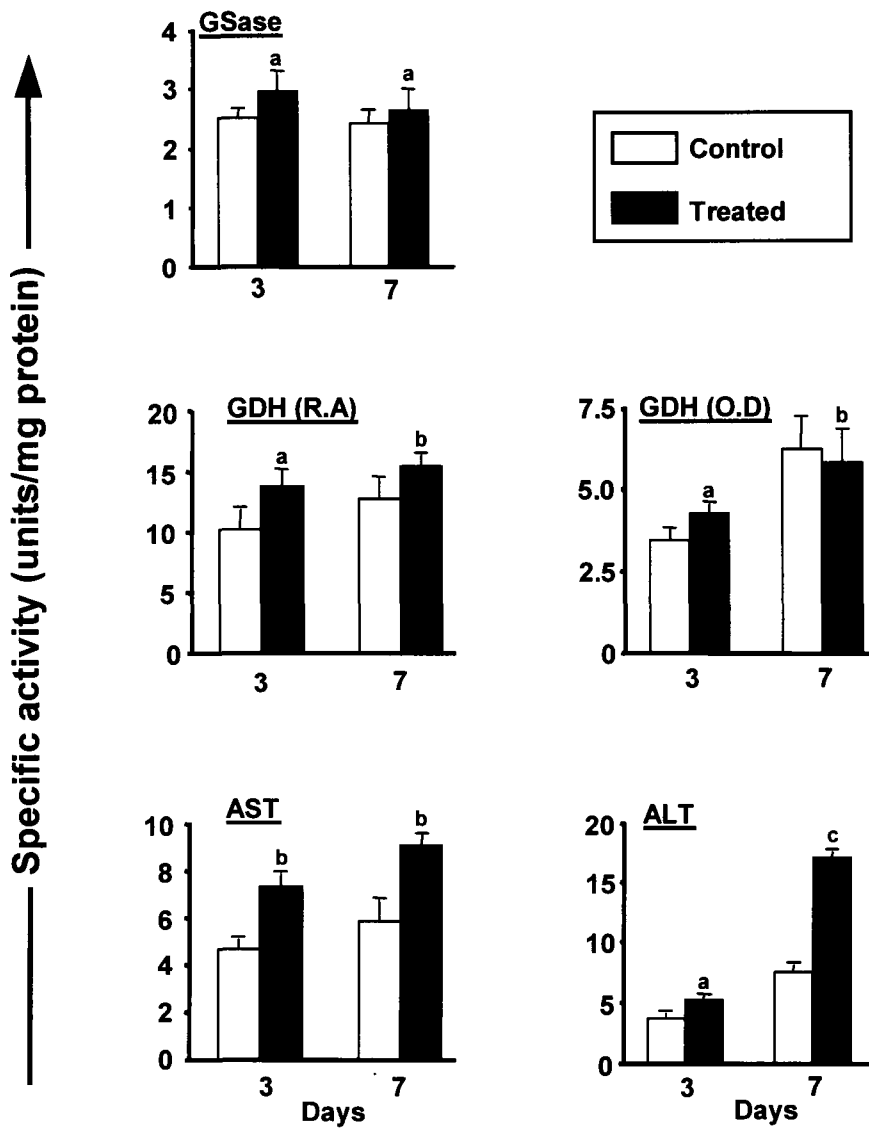 Specific activity (units/mg protein)
GSase
4
3
2
1
0
a
a
3
7
Control
Treated
GDH (R.A)
20
15
10
5
0
a
b
3
7
GDH (O.D)
7.5
5.0
2.5
0
a
b
3
7
AST
10
8
6
4
2
0
b
b
3
7
Days
ALT
20
15
10
5
0
a
c
3
7
Days